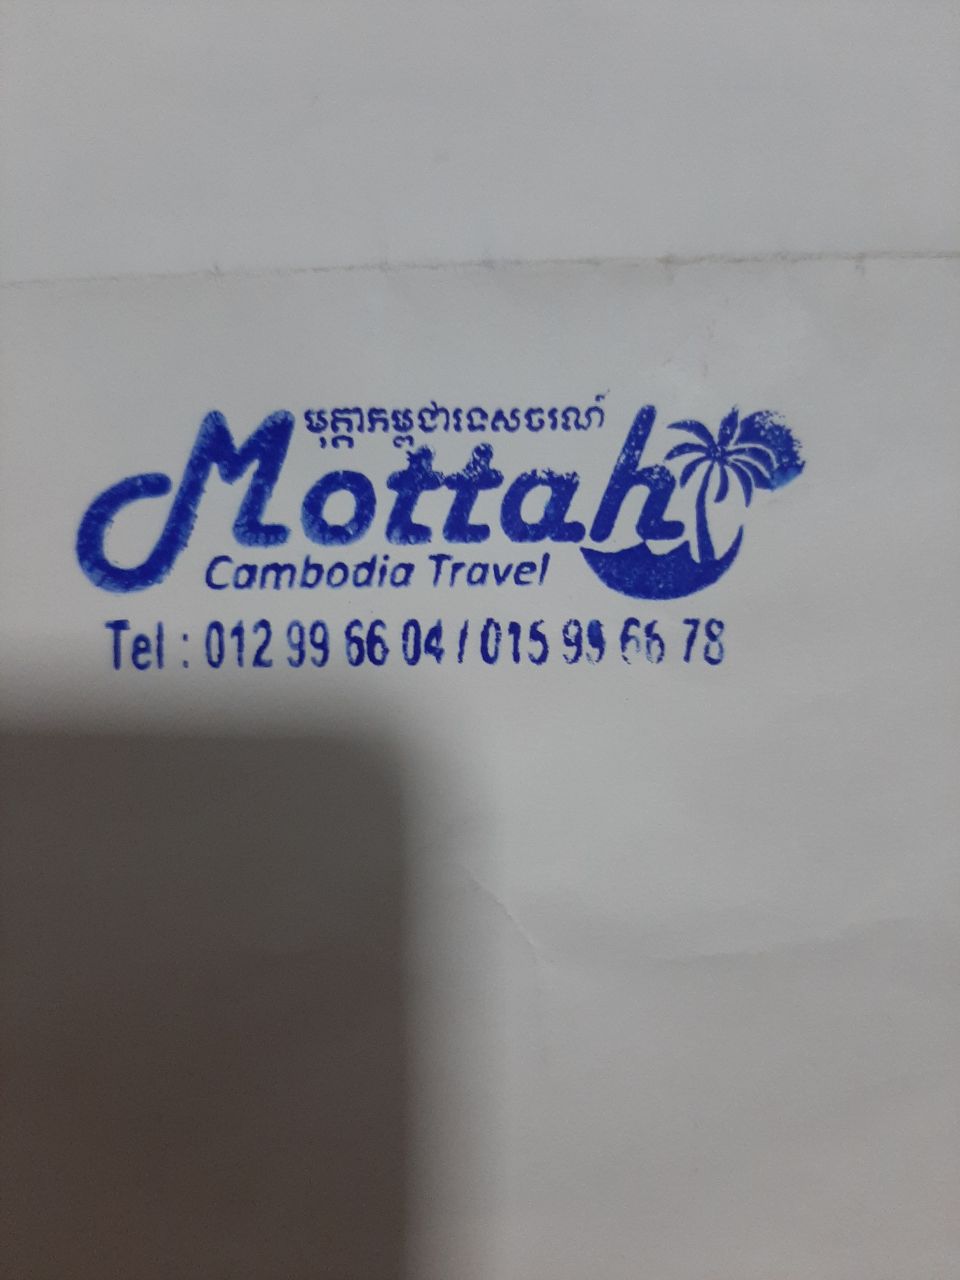 មុត្តាកម្ពុជាទេសចរណ៍
Mottah
Cambodia Travel
Tel : 012 99 66 04 / 015 99 66 78